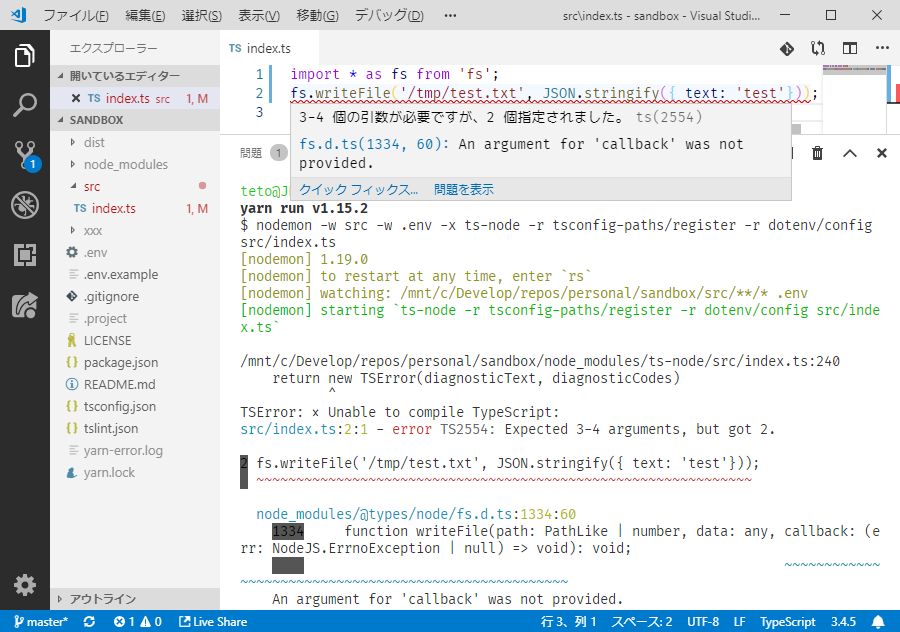 ファイル(F) 編集(E) 選択(S) 表示(V) 移動(G) デバッグ(D) ··· src\index.ts - sandbox - Visual Studi...
エクスプローラー
開いているエディター
× TS index.ts src 1, M
SANDBOX
dist
node_modules
src
TS index.ts 1, M
xxx
.env
.env.example
.gitignore
.project
LICENSE
package.json
README.md
tsconfig.json
tslint.json
yarn-error.log
yarn.lock
アウトライン
1
TS index.ts
1 import * as fs from 'fs';
2 fs.writeFile('/tmp/test.txt', JSON.stringify({ text: 'test'}));
3
3-4 個の引数が必要ですが、2 個指定されました。 ts(2554)
fs.d.ts(1334, 60): An argument for 'callback' was not
provided.
クイック フィックス... 問題を表示
問題 1
teto@
yarn run v1.15.2
$ nodemon -w src -w .env -x ts-node -r tsconfig-paths/register -r dotenv/config
src/index.ts
[nodemon] 1.19.0
[nodemon] to restart at any time, enter `rs`
[nodemon] watching: /mnt/c/Develop/repos/personal/sandbox/src/**/* .env
[nodemon] starting `ts-node -r tsconfig-paths/register -r dotenv/config src/inde
x.ts`
/mnt/c/Develop/repos/personal/sandbox/node_modules/ts-node/src/index.ts:240
return new TSError(diagnosticText, diagnosticCodes)
^
TSError: ⨯ Unable to compile TypeScript:
src/index.ts:2:1 - error TS2554: Expected 3-4 arguments, but got 2.
2 fs.writeFile('/tmp/test.txt', JSON.stringify({ text: 'test'}));
~~~~~~~~~~~~~~~~~~~~~~~~~~~~~~~~~~~~~~~~~~~~~~~~~~~~~~~~~~~~~~
node_modules/@types/node/fs.d.ts:1334:60
1334 function writeFile(path: PathLike | number, data: any, callback: (e
rr: NodeJS.ErrnoException | null) => void): void;
~~~~~~~~~~~~
~~~~~~~~~~~~~~~~~~~~~~~~~~~~~~~~~~~~~~~~~
An argument for 'callback' was not provided.
master* 1 0 Live Share 行 3、列 1 スペース: 2 UTF-8 LF TypeScript 3.4.5